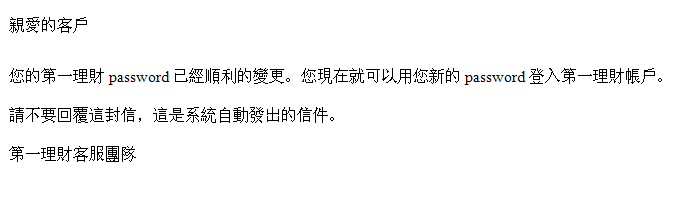 親愛的客戶
您的第一理財 password 已經順利的變更。您現在就可以用您新的 password 登入第一理財帳戶。
請不要回覆這封信，這是系統自動發出的信件。
第一理財客服團隊